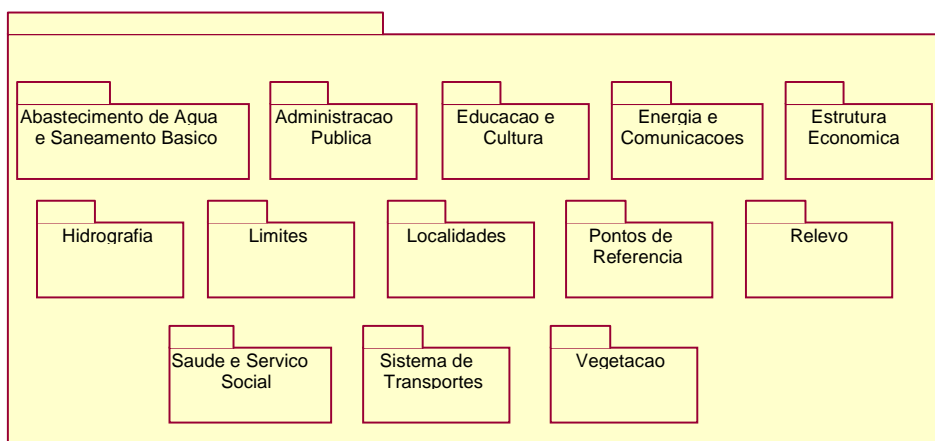 Abastecimento de Agua
e Saneamento Basico
Administracao
Publica
Educacao e
Cultura
Energia e
Comunicacoes
Estrutura
Economica
Hidrografia
Limites
Localidades
Pontos de
Referencia
Relevo
Saude e Servico
Social
Sistema de
Transportes
Vegetacao